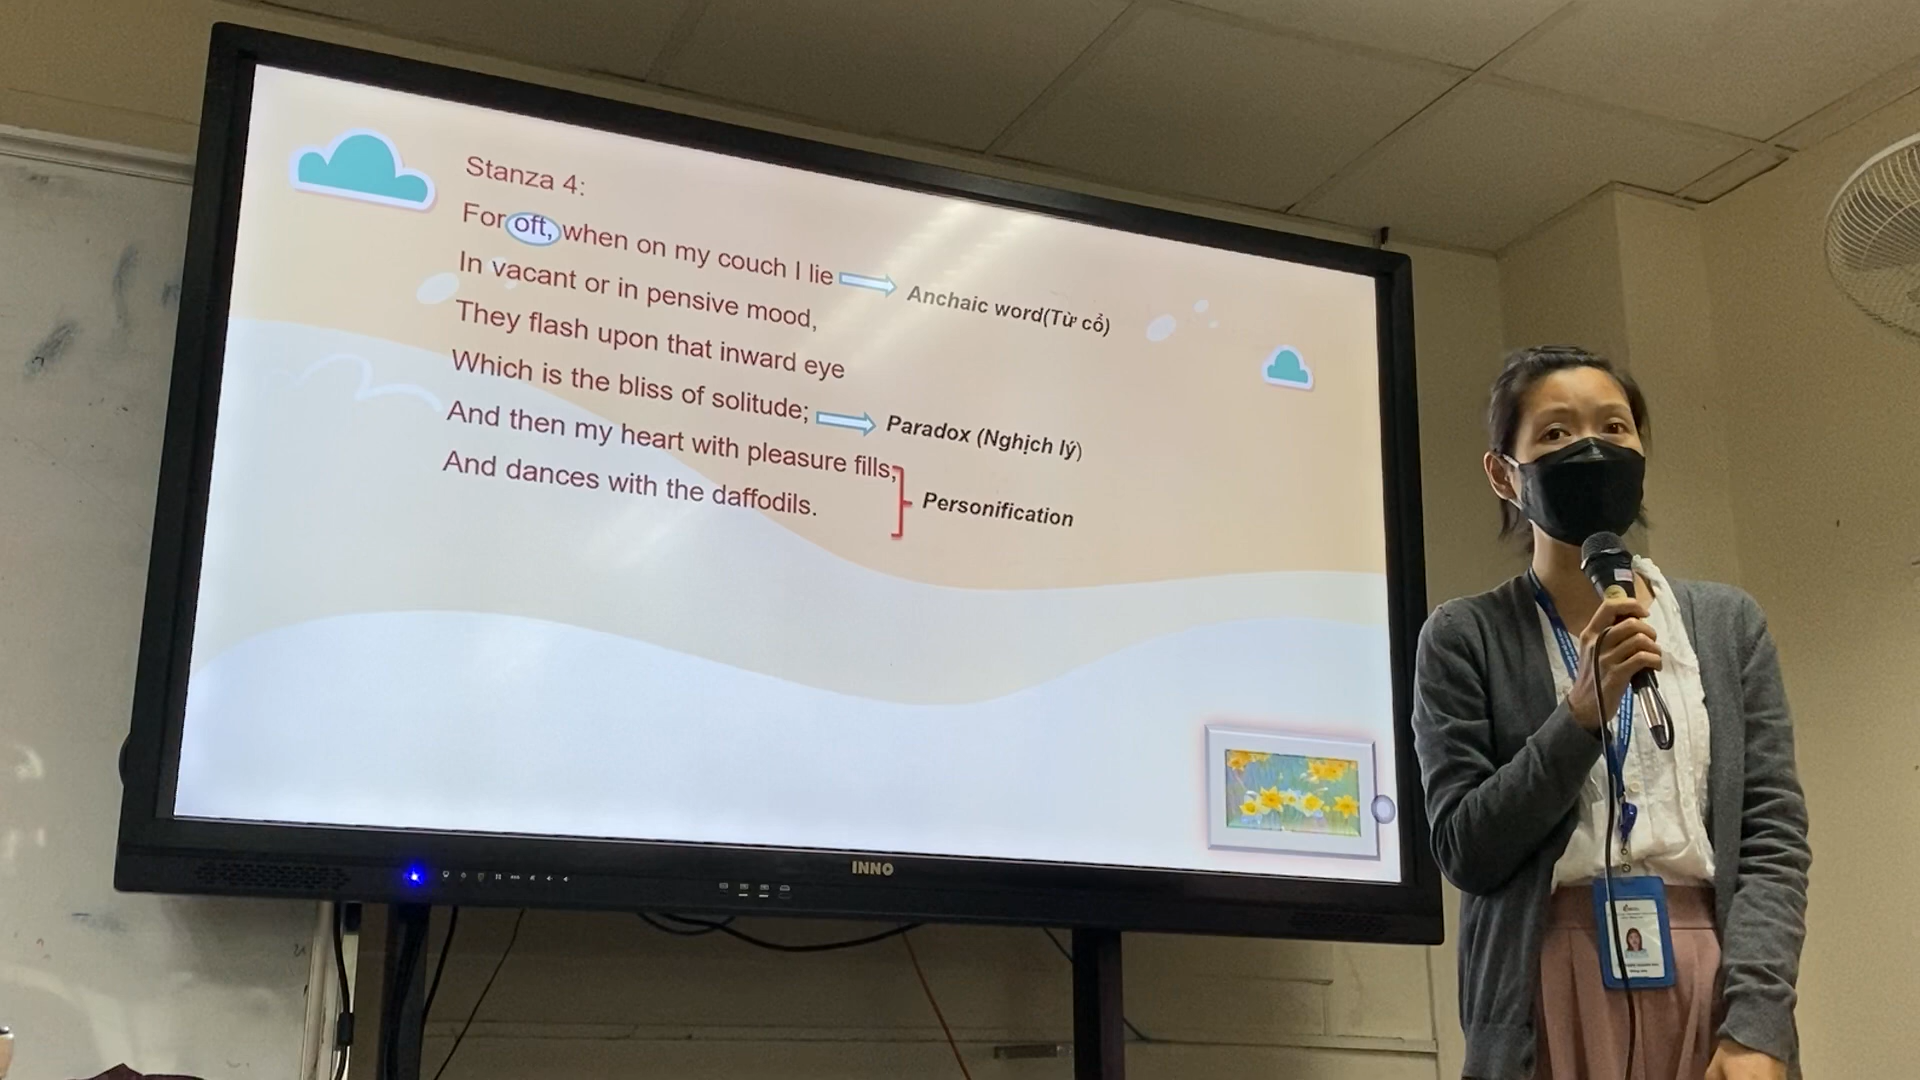 Stanza 4:
For oft, when on my couch I lie
Anchaic word(Từ cổ)
In vacant or in pensive mood,
They flash upon that inward eye
Which is the bliss of solitude;
Paradox (Nghịch lý)
And then my heart with pleasure fills,
And dances with the daffodils.
Personification
INNO